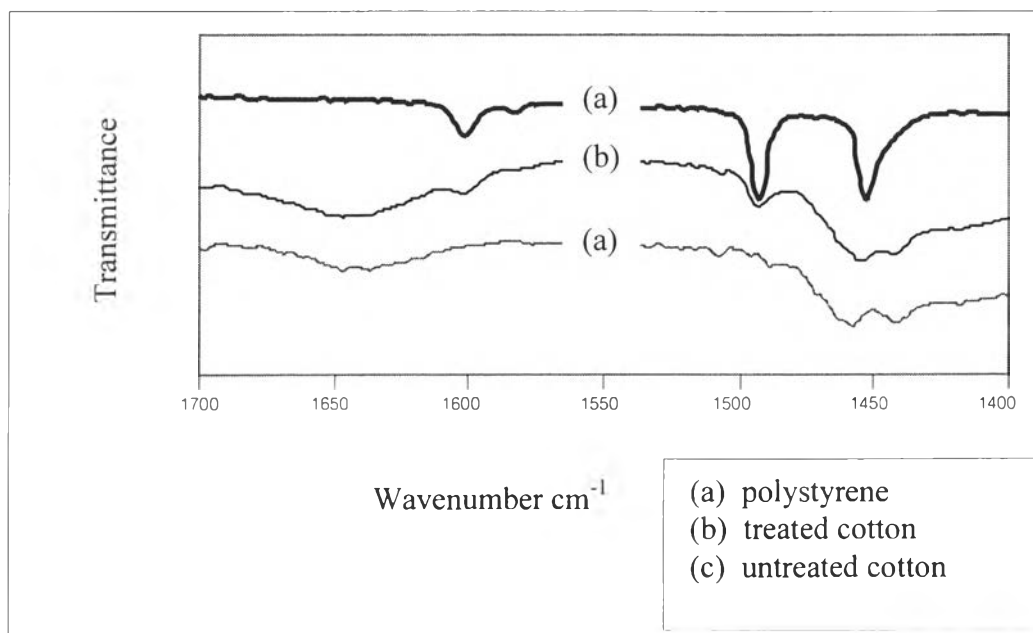 Transmittance
(a)
(b)
(a)
1700 1650 1600 1550 1500 1450 1400
Wavenumber cm-1
(a) polystyrene
(b) treated cotton
(c) untreated cotton